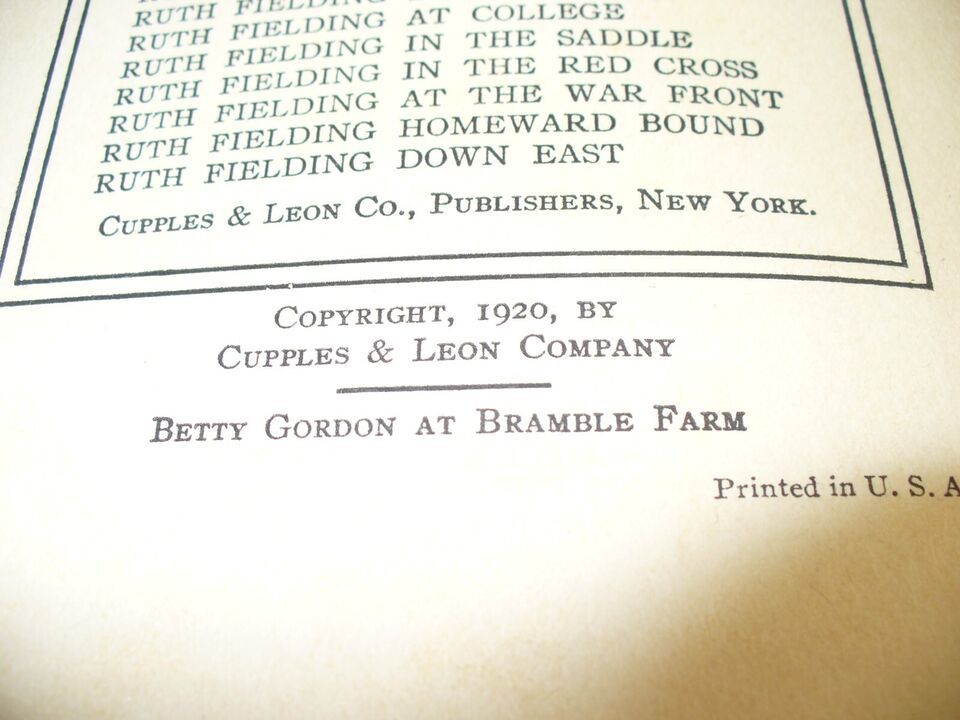 RUTH FIELDING
RUTH FIELDING AT COLLEGE
RUTH FIELDING IN THE SADDLE
RUTH FIELDING IN THE RED CROSS
RUTH FIELDING AT THE WAR FRONT
RUTH FIELDING HOMEWARD BOUND
RUTH FIELDING DOWN EAST
CUPPLES & LEON CO., PUBLISHERS, NEW YORK.
COPYRIGHT, 1920, BY
CUPPLES & LEON COMPANY
BETTY GORDON AT BRAMBLE FARM
Printed in U. S. A